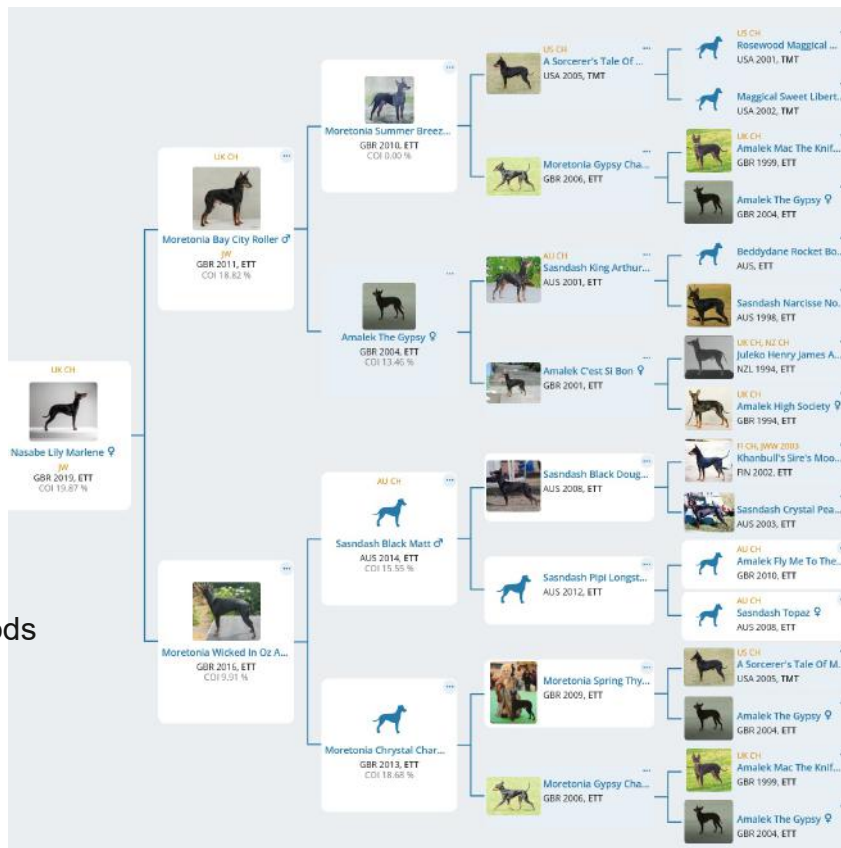 UK CH
Nasabe Lily Marlene ♀
JW
GBR 2019, ETT
COI 19.87 %
ods
UK CH
Moretonia Bay City Roller ♂
JW
GBR 2011, ETT
COI 18.82 %
Moretonia Wicked In Oz A...
GBR 2016, ETT
COI 9.91 %
Moretonia Summer Breez...
GBR 2010, ETT
COI 0.00 %
Amalek The Gypsy ♀
GBR 2004, ETT
COI 13.46 %
AU CH
Sasndash Black Matt ♂
AUS 2014, ETT
COI 15.55 %
Moretonia Chrystal Char...
GBR 2013, ETT
COI 18.68 %
US CH
A Sorcerer's Tale Of ...
USA 2005, TMT
Moretonia Gypsy Cha...
GBR 2006, ETT
AU CH
Sasndash King Arthur...
AUS 2001, ETT
Amalek C'est Si Bon ♀
GBR 2001, ETT
Sasndash Black Doug...
AUS 2008, ETT
Sasndash Pipi Longst...
AUS 2012, ETT
Moretonia Spring Thy...
GBR 2009, ETT
Moretonia Gypsy Cha...
GBR 2006, ETT
US CH
Rosewood Maggical ...
USA 2001, TMT
Maggical Sweet Libert...
USA 2002, TMT
UK CH
Amalek Mac The Knif...
GBR 1999, ETT
Amalek The Gypsy ♀
GBR 2004, ETT
Beddydane Rocket Bo...
AUS, ETT
Sasndash Narcisse No...
AUS 1998, ETT
UK CH, NZ CH
Juleko Henry James A...
NZL 1994, ETT
UK CH
Amalek High Society ♀
GBR 1994, ETT
FI CH, JWW 2003
Khanbull's Sire's Moo...
FIN 2002, ETT
Sasndash Crystal Pea...
AUS 2003, ETT
AU CH
Amalek Fly Me To The...
GBR 2010, ETT
AU CH
Sasndash Topaz ♀
AUS 2008, ETT
US CH
A Sorcerer's Tale Of M...
USA 2005, TMT
Amalek The Gypsy ♀
GBR 2004, ETT
UK CH
Amalek Mac The Knif...
GBR 1999, ETT
Amalek The Gypsy ♀
GBR 2004, ETT